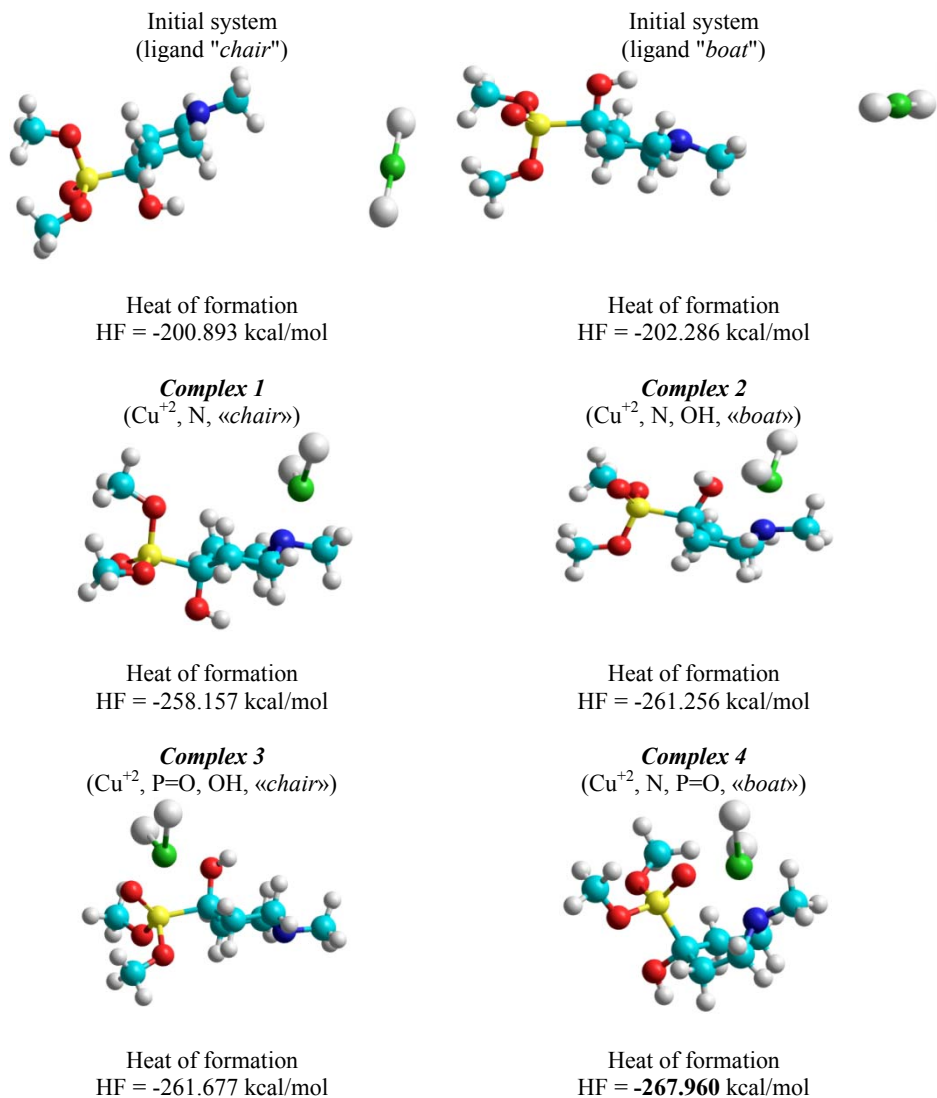 Initial system
(ligand "chair")
Initial system
(ligand "boat")
Heat of formation
HF = -200.893 kcal/mol
Heat of formation
HF = -202.286 kcal/mol
Complex 1
(Cu⁺², N, «chair»)
Complex 2
(Cu⁺², N, OH, «boat»)
Heat of formation
HF = -258.157 kcal/mol
Heat of formation
HF = -261.256 kcal/mol
Complex 3
(Cu⁺², P=O, OH, «chair»)
Complex 4
(Cu⁺², N, P=O, «boat»)
Heat of formation
HF = -261.677 kcal/mol
Heat of formation
HF = -267.960 kcal/mol